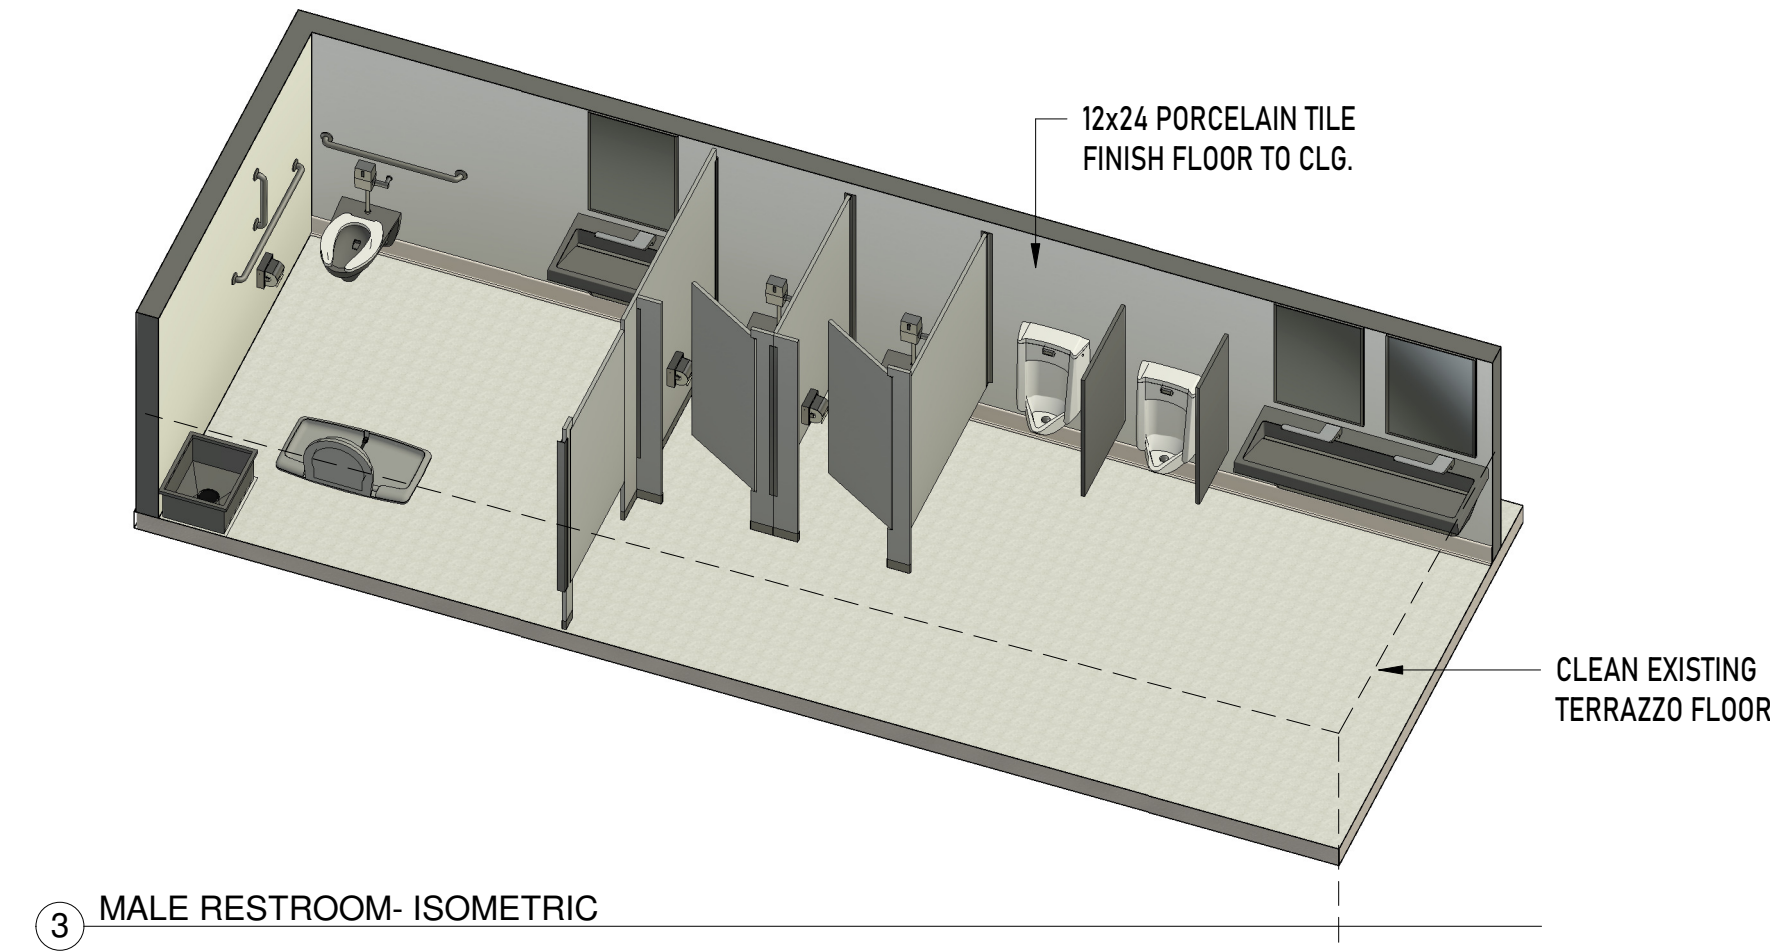 12x24 PORCELAIN TILE
FINISH FLOOR TO CLG.
CLEAN EXISTING
TERRAZZO FLOOR
3 MALE RESTROOM- ISOMETRIC